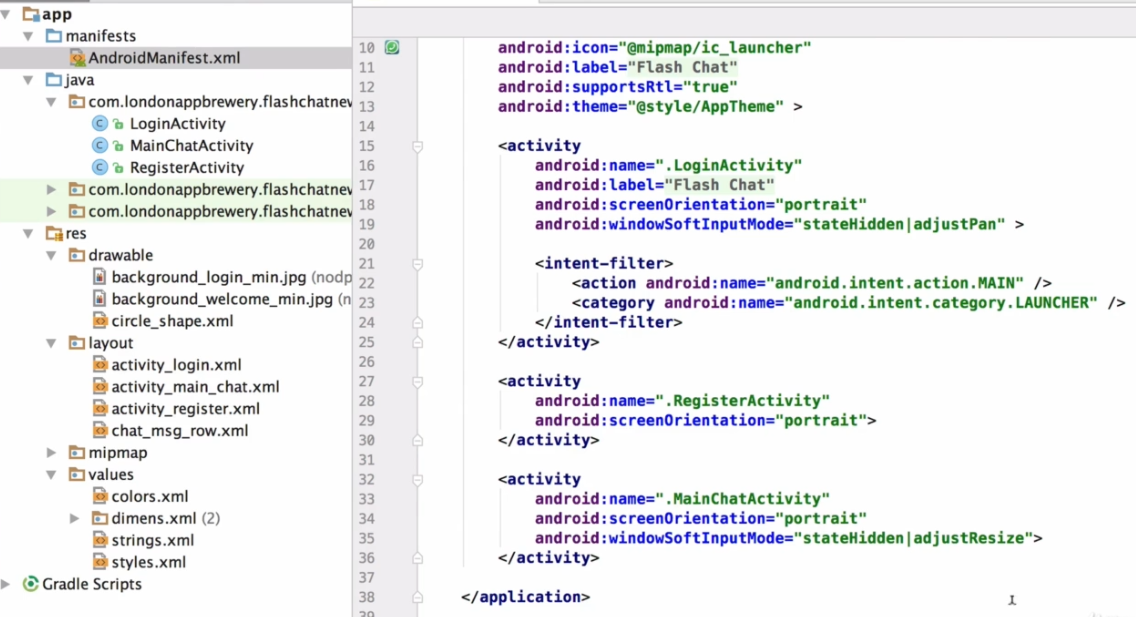 app
manifests
AndroidManifest.xml
java
com.londonappbrewery.flashchatnew
LoginActivity
MainChatActivity
RegisterActivity
com.londonappbrewery.flashchatnew
com.londonappbrewery.flashchatnew
res
drawable
background_login_min.jpg (nodp
background_welcome_min.jpg (n
circle_shape.xml
layout
activity_login.xml
activity_main_chat.xml
activity_register.xml
chat_msg_row.xml
mipmap
values
colors.xml
dimens.xml (2)
strings.xml
styles.xml
Gradle Scripts
10 android:icon="@mipmap/ic_launcher"
11 android:label="Flash Chat"
12 android:supportsRtl="true"
13 android:theme="@style/AppTheme" >
14
15 <activity
16 android:name=".LoginActivity"
17 android:label="Flash Chat"
18 android:screenOrientation="portrait"
19 android:windowSoftInputMode="stateHidden|adjustPan" >
20
21 <intent-filter>
22 <action android:name="android.intent.action.MAIN" />
23 <category android:name="android.intent.category.LAUNCHER" />
24 </intent-filter>
25 </activity>
26
27 <activity
28 android:name=".RegisterActivity"
29 android:screenOrientation="portrait">
30 </activity>
31
32 <activity
33 android:name=".MainChatActivity"
34 android:screenOrientation="portrait"
35 android:windowSoftInputMode="stateHidden|adjustResize">
36 </activity>
37
38 </application>
39